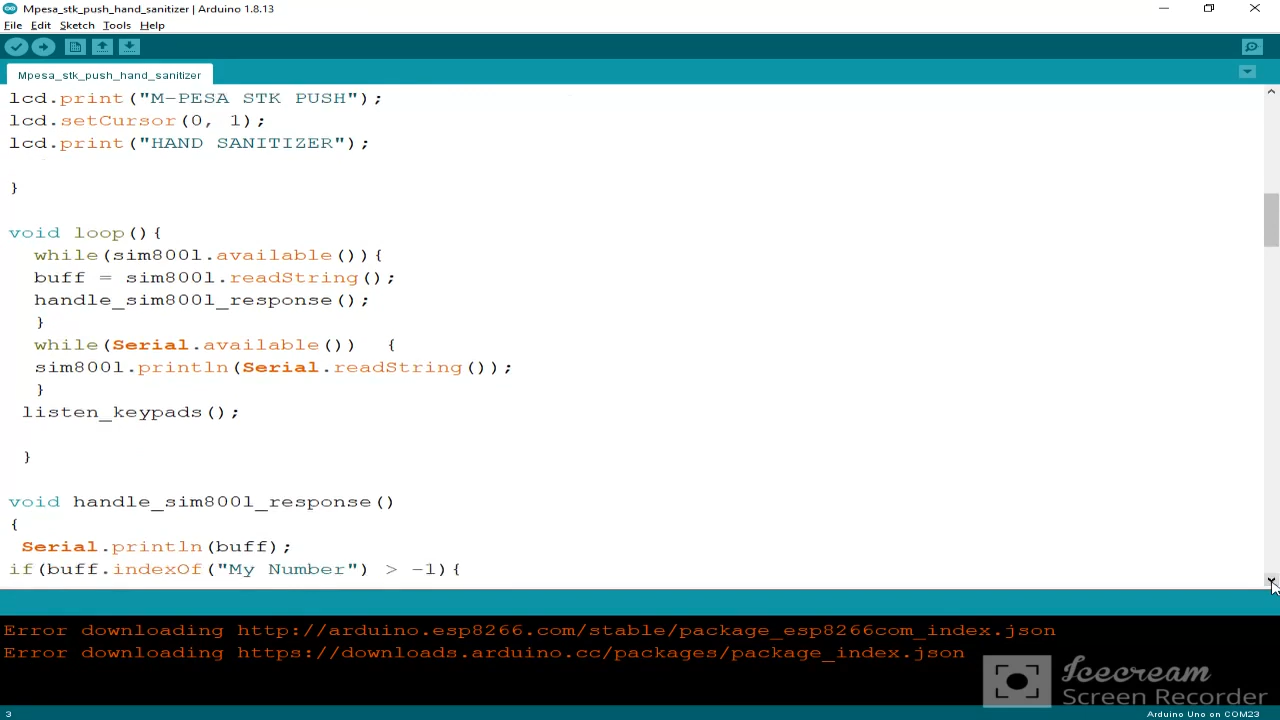 Mpesa_stk_push_hand_sanitizer | Arduino 1.8.13
File Edit Sketch Tools Help
Mpesa_stk_push_hand_sanitizer
lcd.print("M-PESA STK PUSH");
lcd.setCursor(0, 1);
lcd.print("HAND SANITIZER");
}
void loop(){
while(sim800l.available()){
buff = sim800l.readString();
handle_sim800l_response();
}
while(Serial.available()) {
sim800l.println(Serial.readString());
}
listen_keypads();
}
void handle_sim800l_response()
{
Serial.println(buff);
if(buff.indexOf("My Number") > -1){
Error downloading http://arduino.esp8266.com/stable/package_esp8266com_index.json
Error downloading https://downloads.arduino.cc/packages/package_index.json
Icecream
Screen Recorder
3
Arduino Uno on COM23